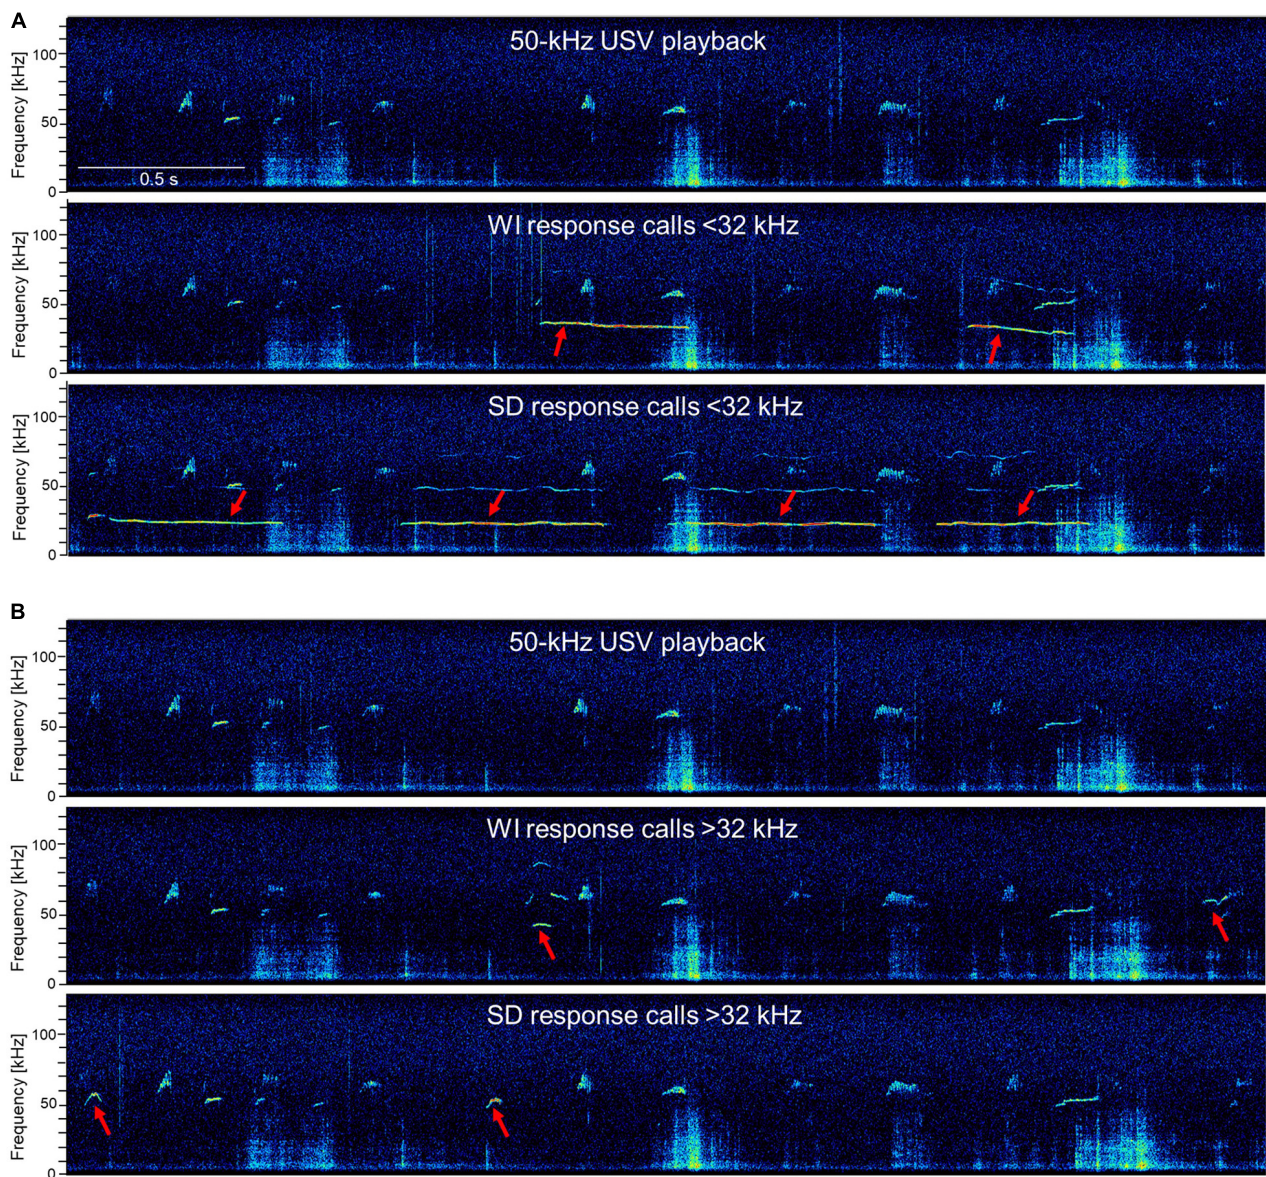 A
50-kHz USV playback
Frequency [kHz]
100
50
0
0.5 s
WI response calls <32 kHz
Frequency [kHz]
100
50
0
SD response calls <32 kHz
Frequency [kHz]
100
50
0
B
50-kHz USV playback
Frequency [kHz]
100
50
0
WI response calls >32 kHz
Frequency [kHz]
100
50
0
SD response calls >32 kHz
Frequency [kHz]
100
50
0